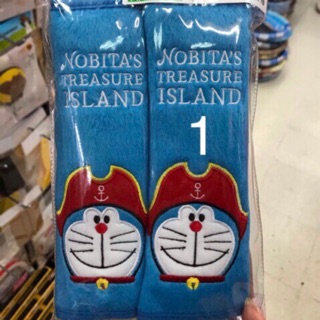 NOBITA'S
TREASURE
ISLAND
NOBITA'S
TREASURE
ISLAND
1